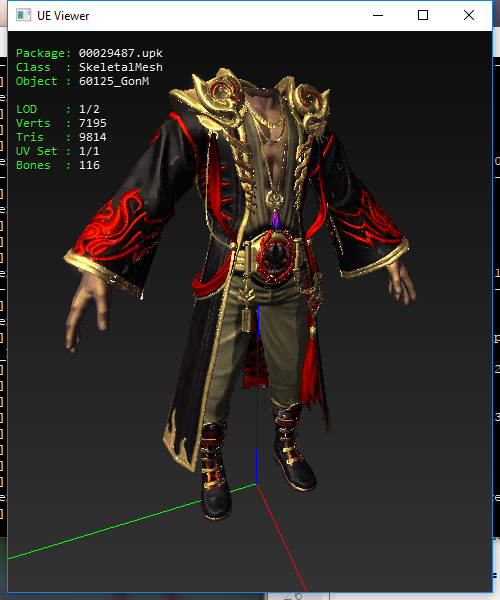 UE Viewer
Package: 00029487.upk
Class  : SkeletalMesh
Object : 60125_GonM
LOD    : 1/2
Verts  : 7195
Tris   : 9814
UV Set : 1/1
Bones  : 116